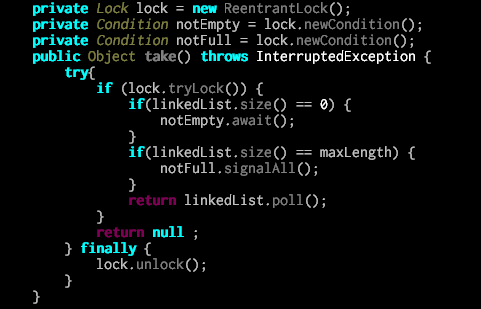 private Lock lock = new ReentrantLock();
private Condition notEmpty = lock.newCondition();
private Condition notFull = lock.newCondition();
public Object take() throws InterruptedException {
try{
if (lock.tryLock()) {
if(linkedList.size() == 0) {
notEmpty.await();
}
if(linkedList.size() == maxLength) {
notFull.signalAll();
}
return linkedList.poll();
}
return null ;
} finally {
lock.unlock();
}
}